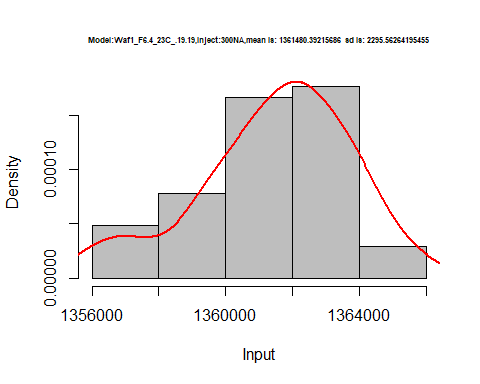 Model:Waf1_F6.4_23C_.19.19,Inject:300NA,mean is: 1361480.39215686 sd is: 2295.56264195455
Density
0.00010
0.00000
1356000 1360000 1364000
Input